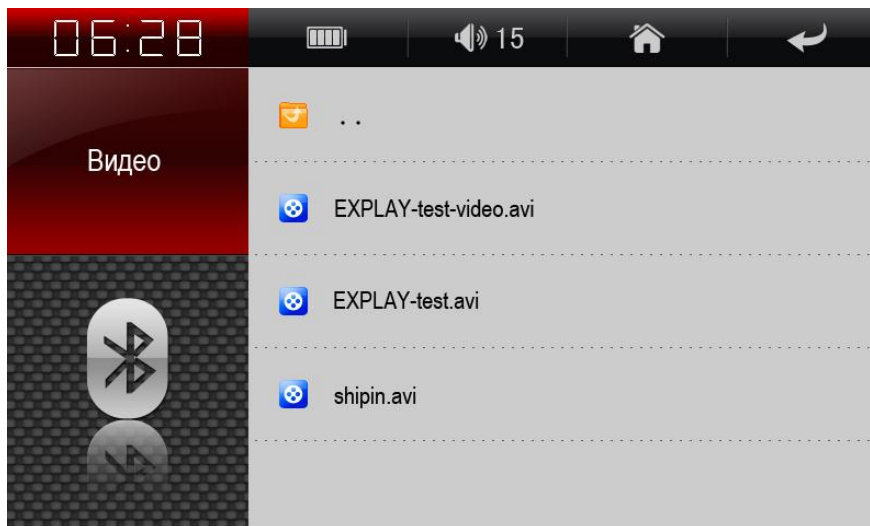 06:28
15
Видео
. .
EXPLAY-test-video.avi
EXPLAY-test.avi
shipin.avi